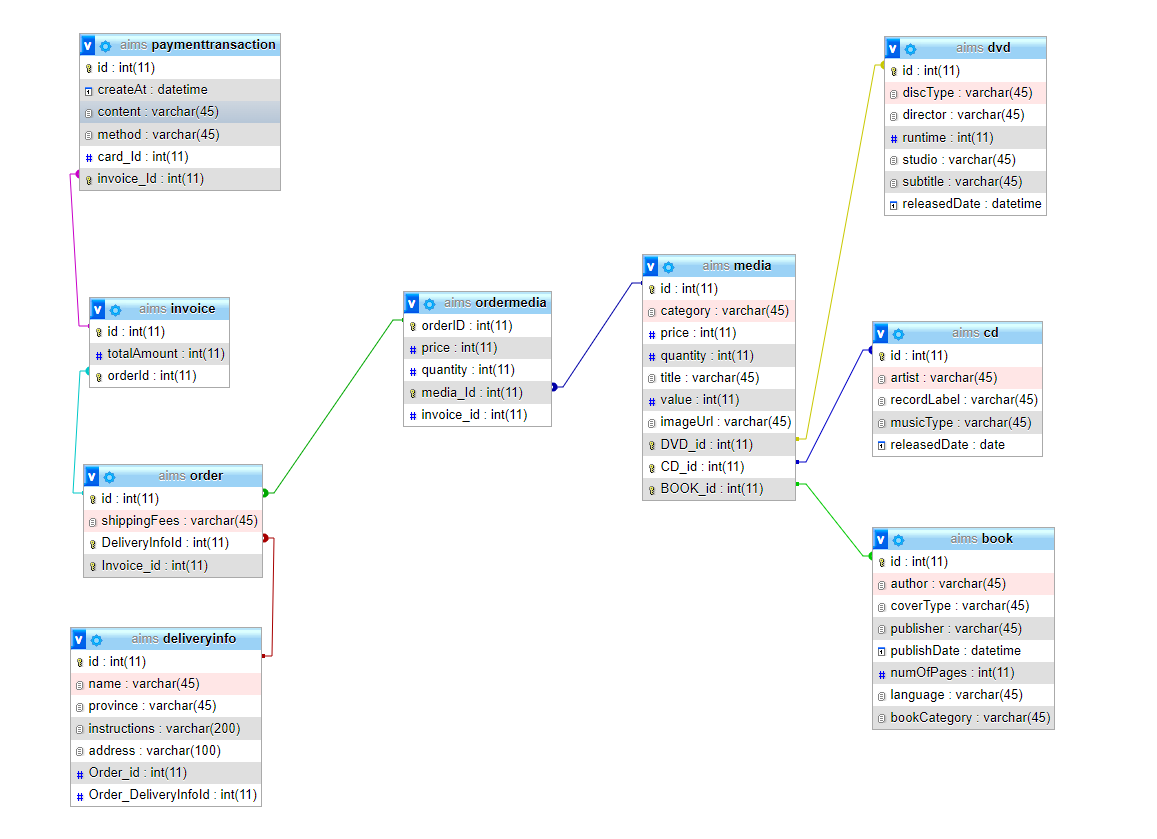 aims paymenttransaction
id : int(11)
createAt : datetime
content : varchar(45)
method : varchar(45)
card_Id : int(11)
invoice_Id : int(11)
aims invoice
id : int(11)
totalAmount : int(11)
orderId : int(11)
aims order
id : int(11)
shippingFees : varchar(45)
DeliveryInfoId : int(11)
Invoice_id : int(11)
aims deliveryinfo
id : int(11)
name : varchar(45)
province : varchar(45)
instructions : varchar(200)
address : varchar(100)
Order_id : int(11)
Order_DeliveryInfoId : int(11)
aims ordermedia
orderID : int(11)
price : int(11)
quantity : int(11)
media_Id : int(11)
invoice_id : int(11)
aims media
id : int(11)
category : varchar(45)
price : int(11)
quantity : int(11)
title : varchar(45)
value : int(11)
imageUrl : varchar(45)
DVD_id : int(11)
CD_id : int(11)
BOOK_id : int(11)
aims dvd
id : int(11)
discType : varchar(45)
director : varchar(45)
runtime : int(11)
studio : varchar(45)
subtitle : varchar(45)
releasedDate : datetime
aims cd
id : int(11)
artist : varchar(45)
recordLabel : varchar(45)
musicType : varchar(45)
releasedDate : date
aims book
id : int(11)
author : varchar(45)
coverType : varchar(45)
publisher : varchar(45)
publishDate : datetime
numOfPages : int(11)
language : varchar(45)
bookCategory : varchar(45)